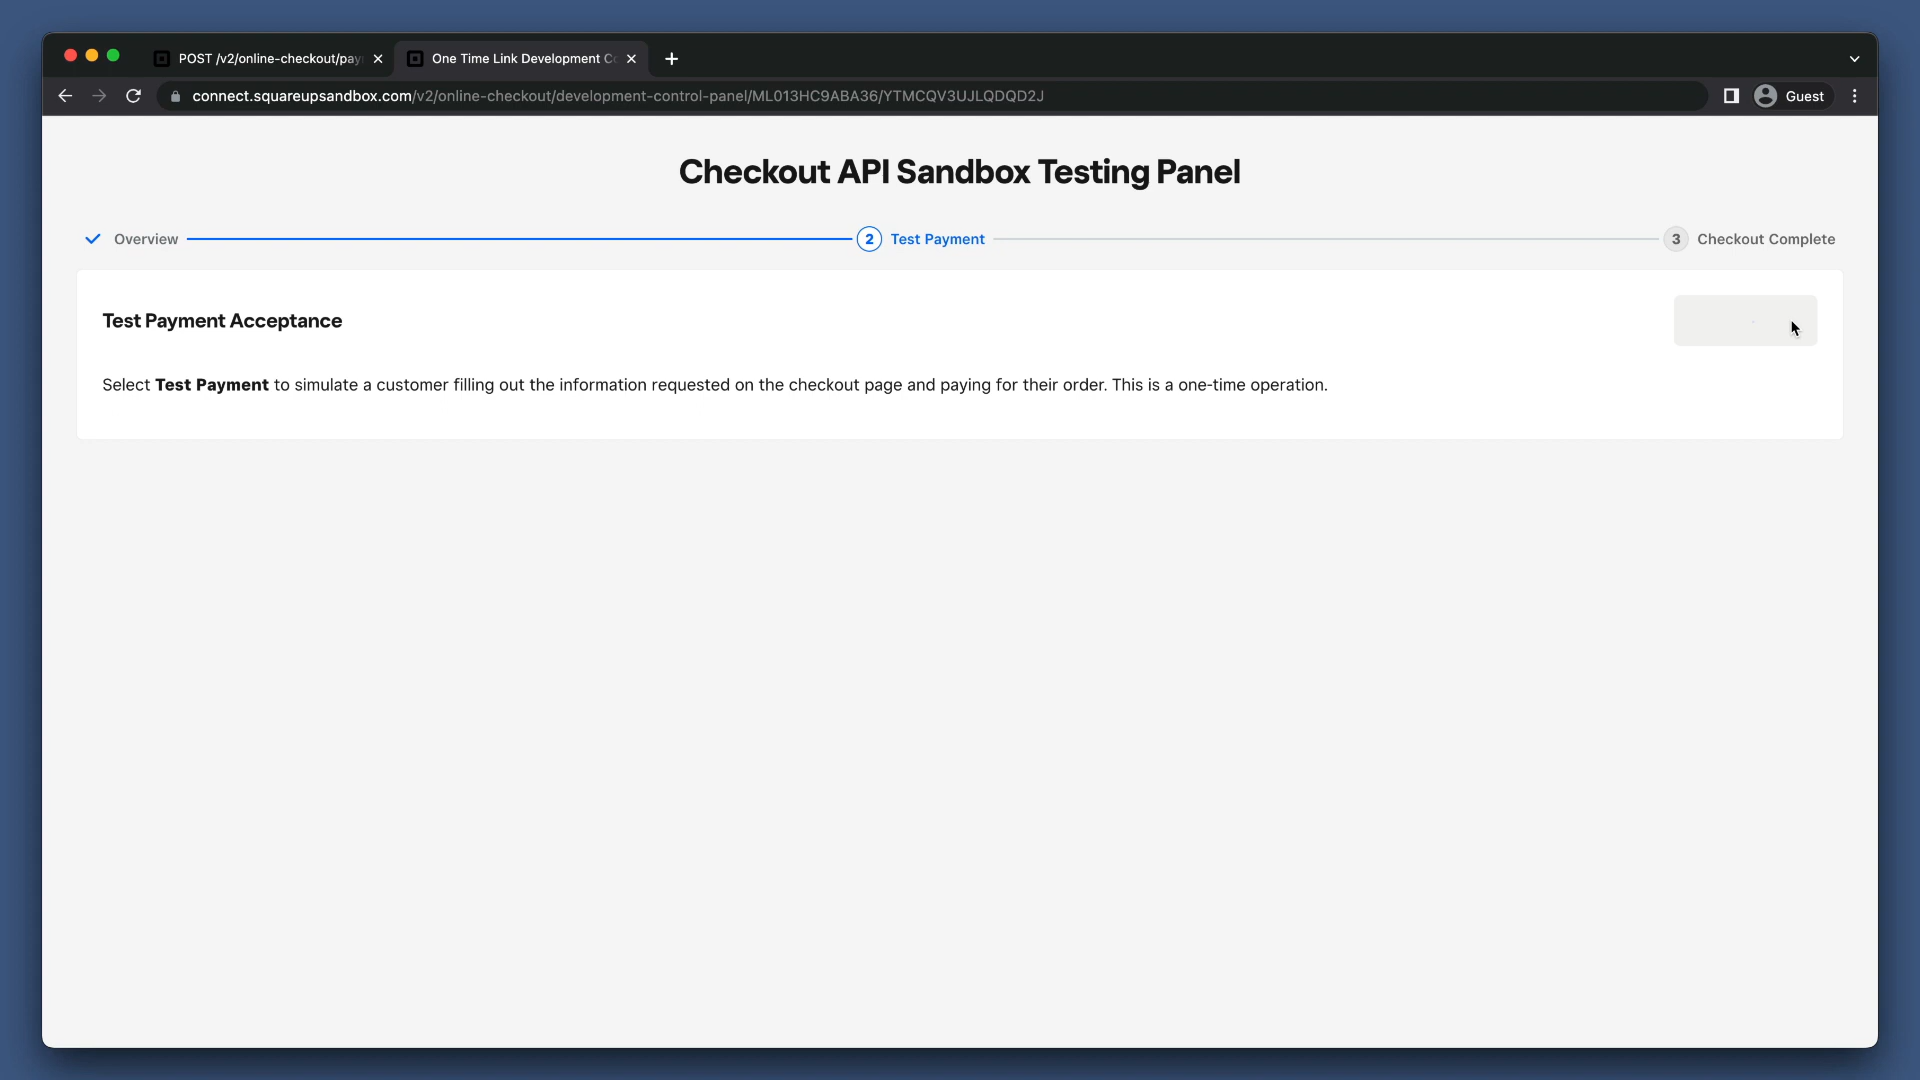 POST /v2/online-checkout/pay
One Time Link Development C
connect.squareupsandbox.com/v2/online-checkout/development-control-panel/ML013HC9ABA36/YTMCQV3UJLQDQD2J
Guest
Checkout API Sandbox Testing Panel
Overview
2 Test Payment
3 Checkout Complete
Test Payment Acceptance
Select Test Payment to simulate a customer filling out the information requested on the checkout page and paying for their order. This is a one-time operation.